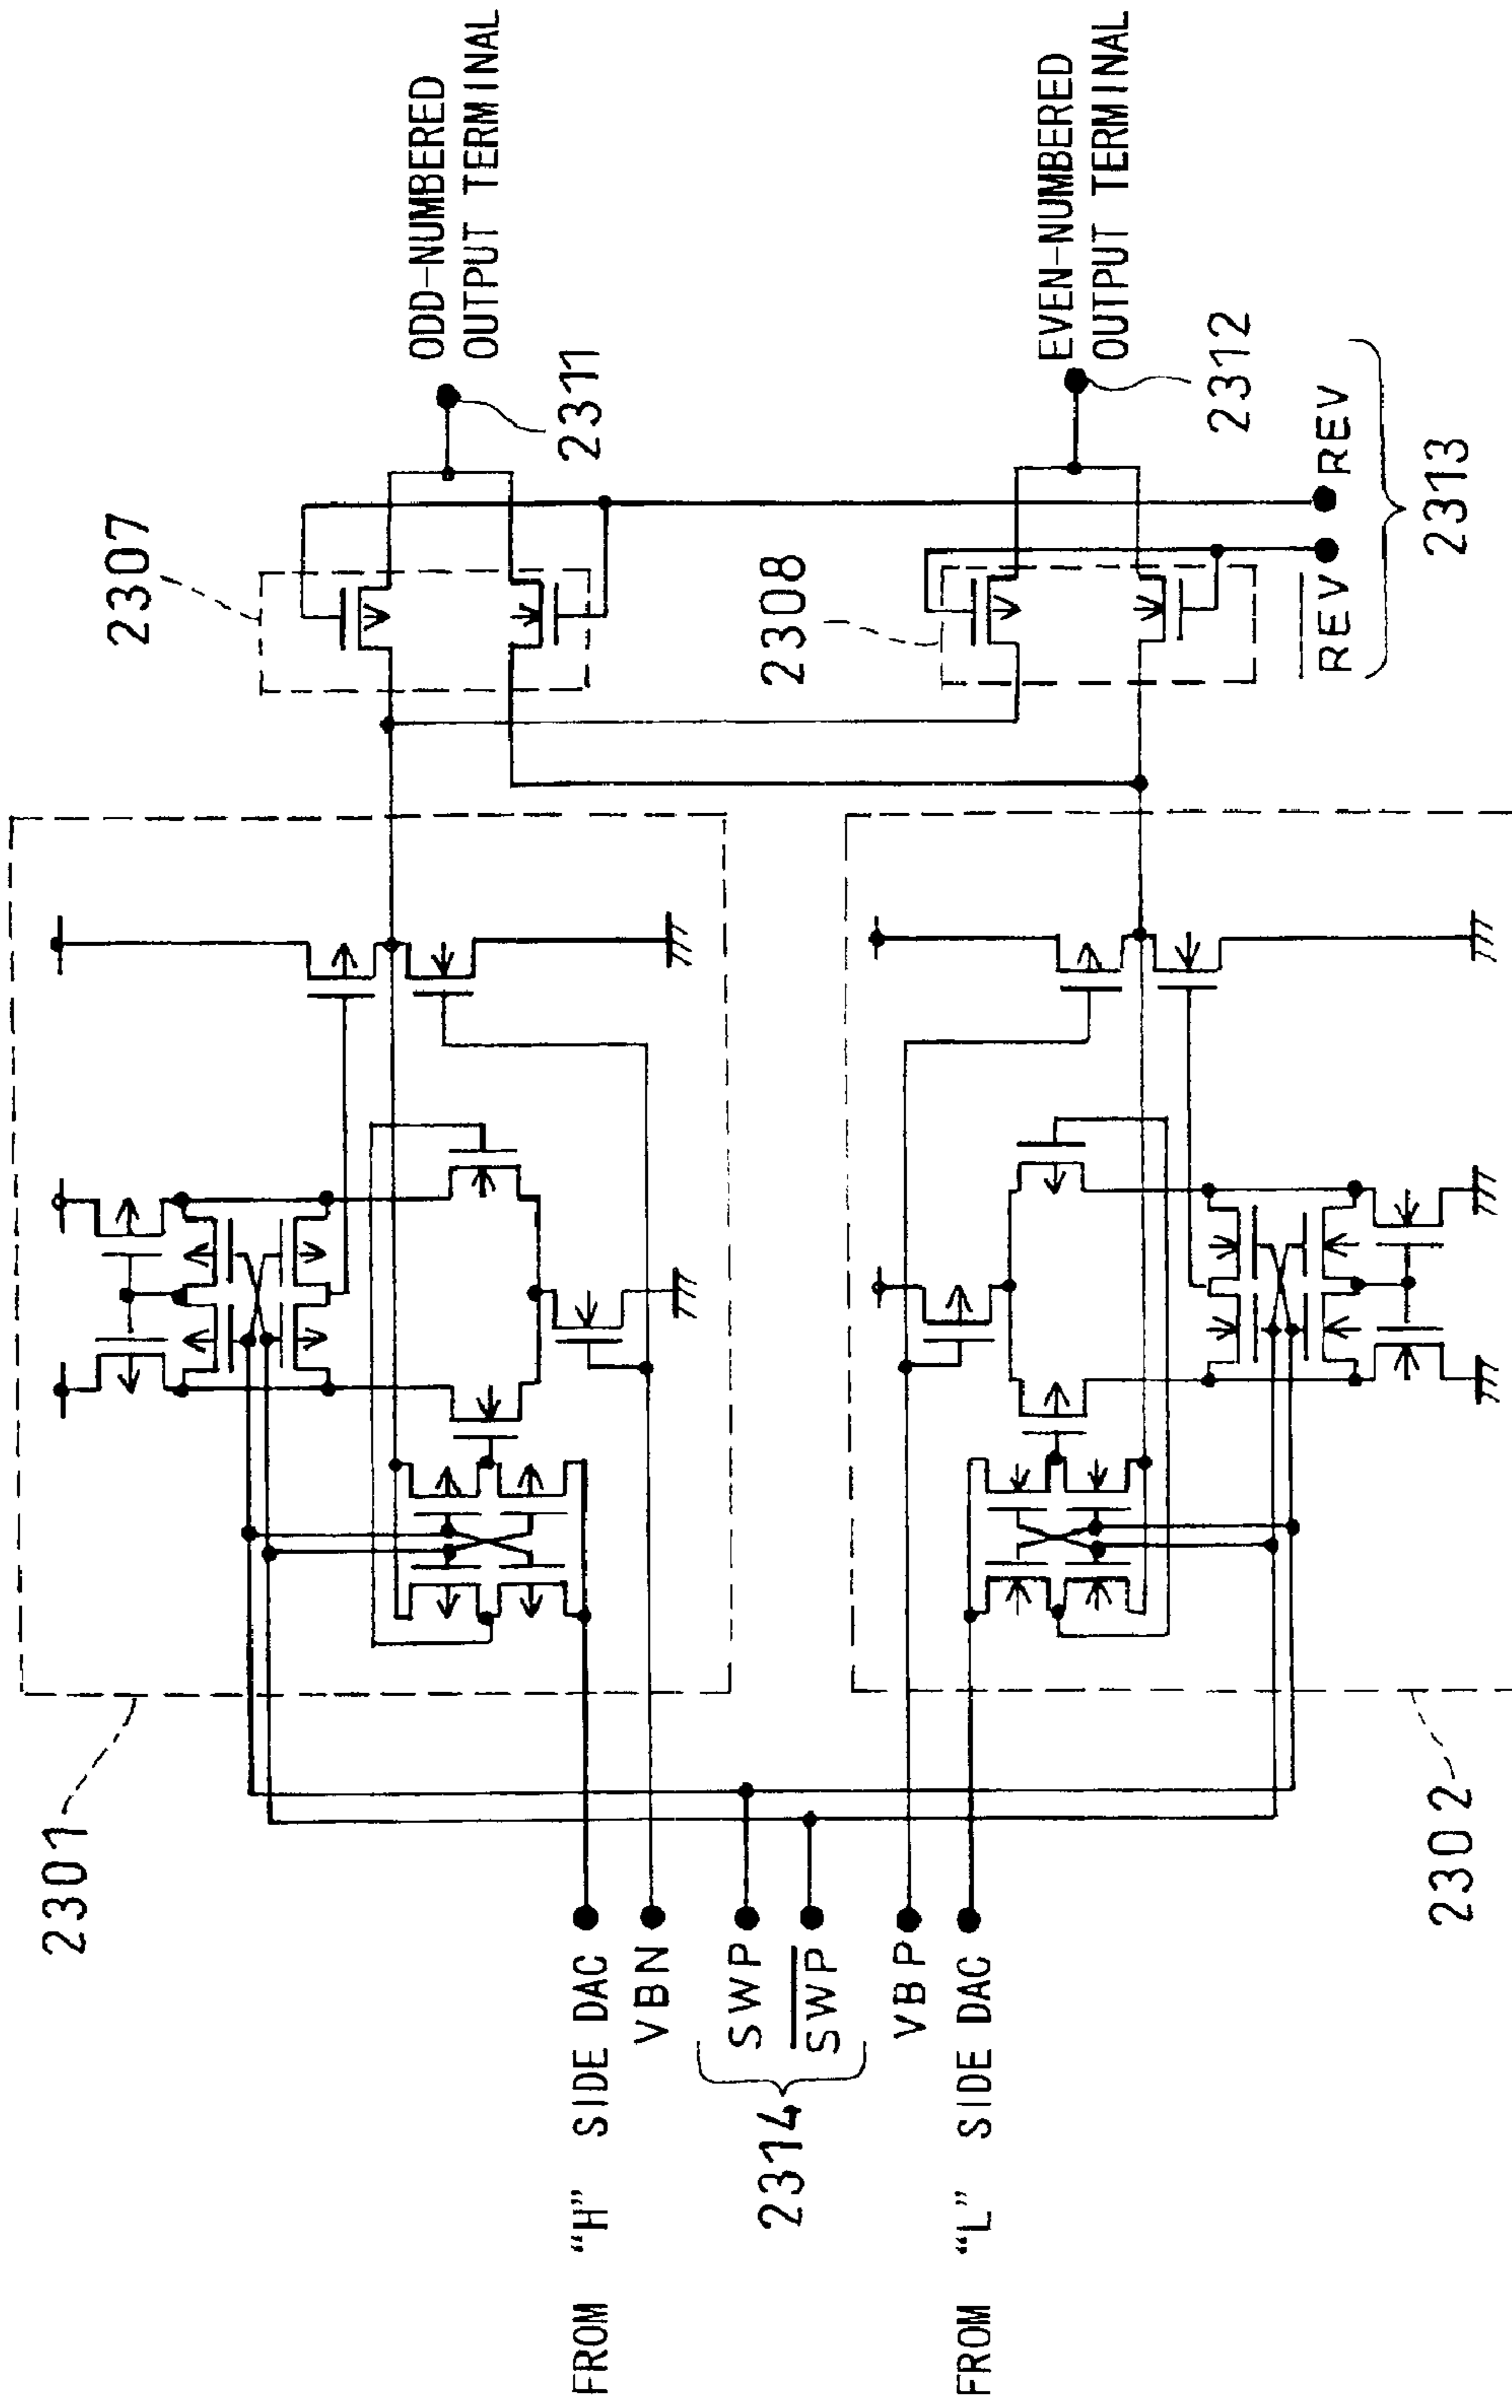 2301
FROM "H" SIDE DAC
VBN
SWP
SWP
2314
VBP
FROM "L" SIDE DAC
2302
2307
ODD-NUMBERED
OUTPUT TERMINAL
2311
2308
EVEN-NUMBERED
OUTPUT TERMINAL
2312
REV
REV
2313